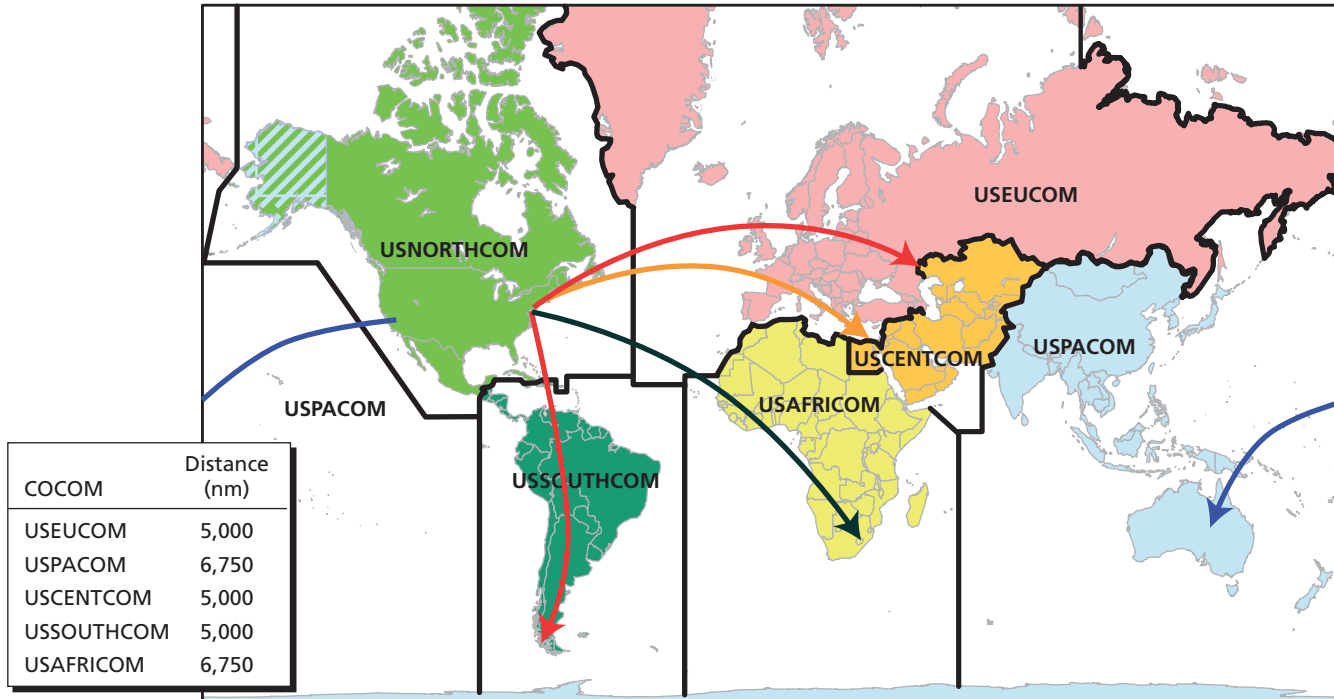 USEUCOM
USNORTHCOM
USCENTCOM
USPACOM
USPACOM
USAFRICOM
USSOUTHCOM
COCOM Distance (nm)
USEUCOM 5,000
USPACOM 6,750
USCENTCOM 5,000
USSOUTHCOM 5,000
USAFRICOM 6,750